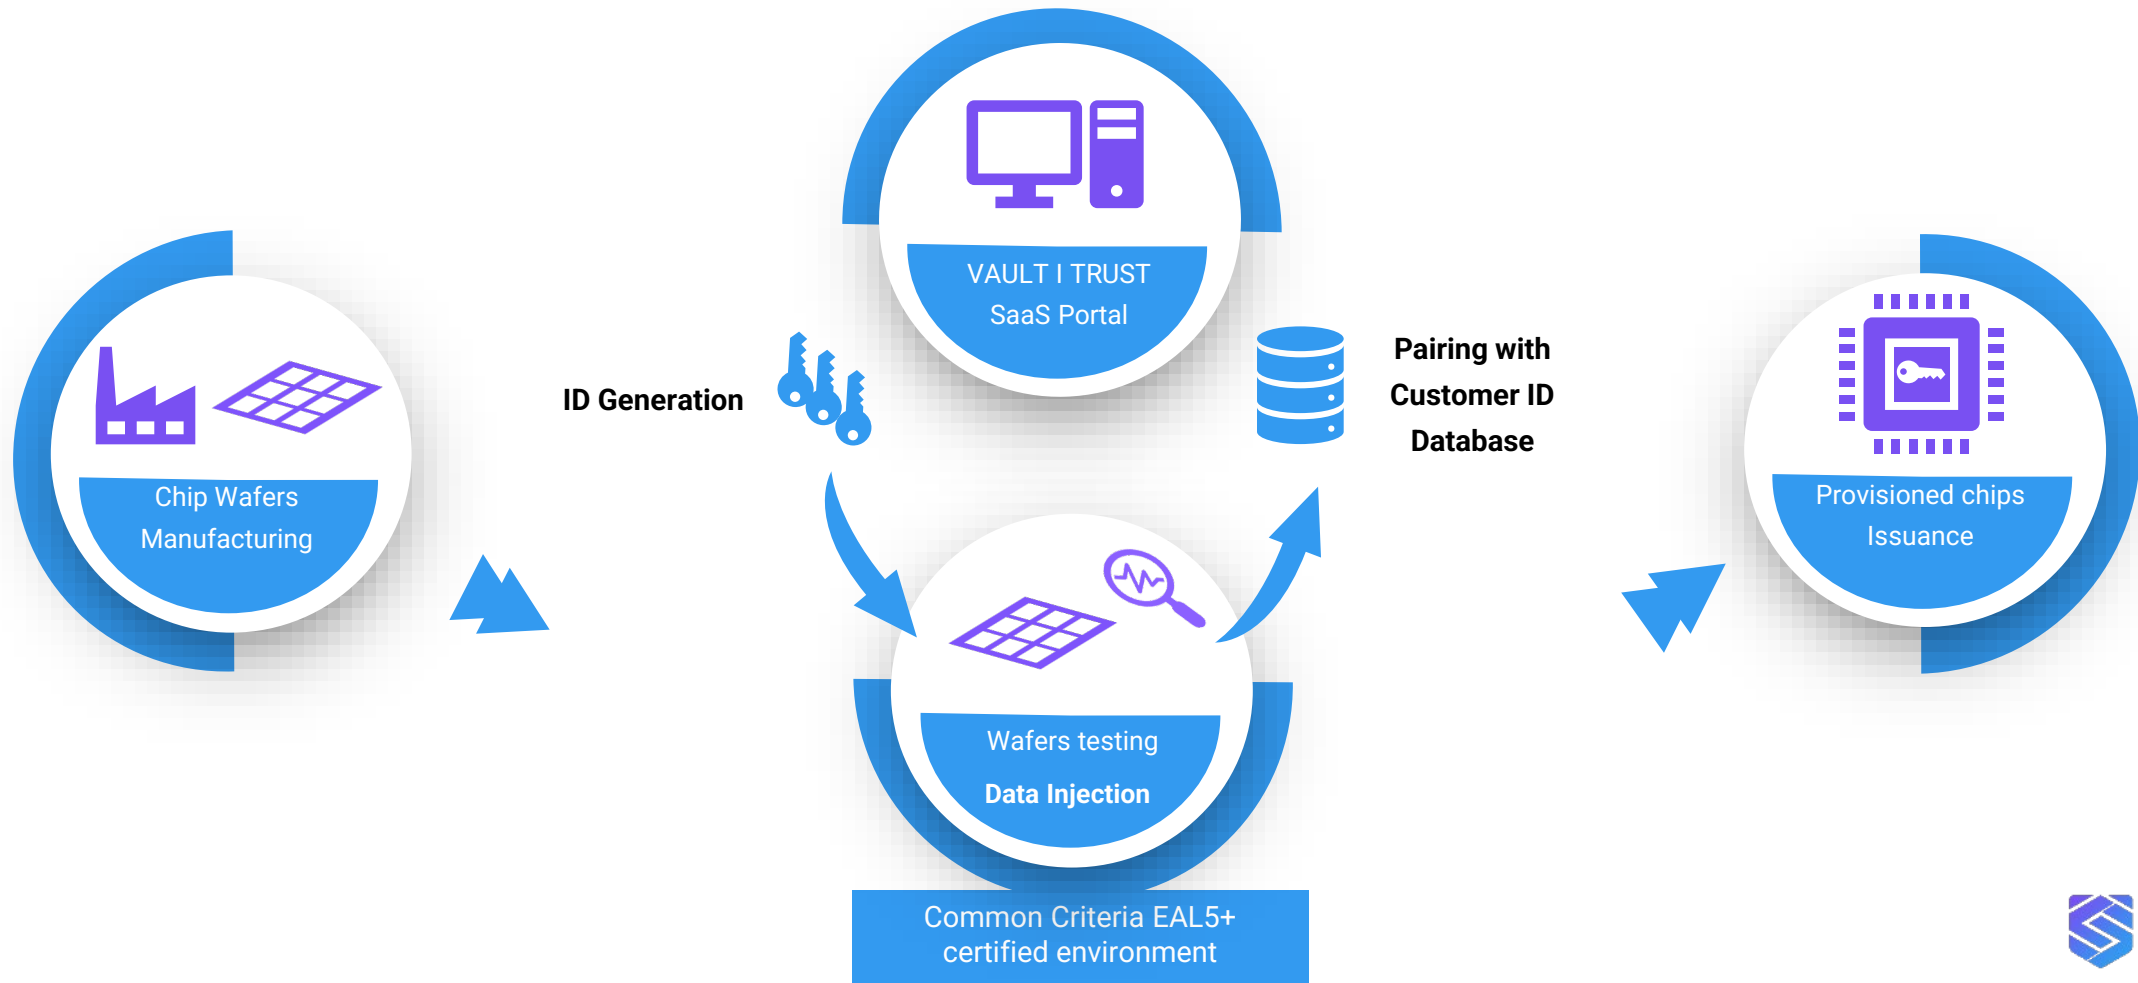 VAULT I TRUST
SaaS Portal
Chip Wafers
Manufacturing
ID Generation
Pairing with
Customer ID
Database
Provisioned chips
Issuance
Wafers testing
Data Injection
Common Criteria EAL5+
certified environment